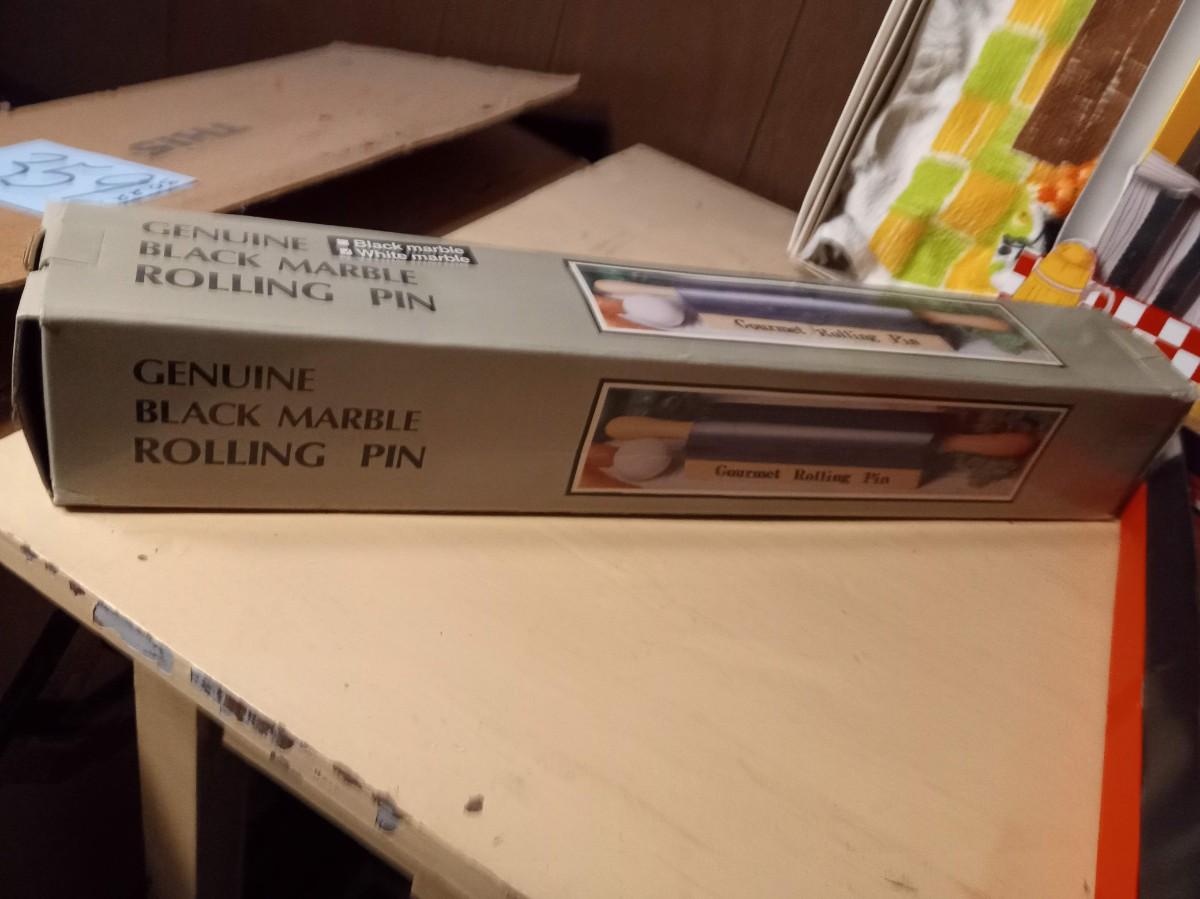 THIS
GENUINE
BLACK MARBLE
ROLLING PIN
Black marble
White marble
Gourmet Rolling Pin
GENUINE
BLACK MARBLE
ROLLING PIN
Gourmet Rolling Pin